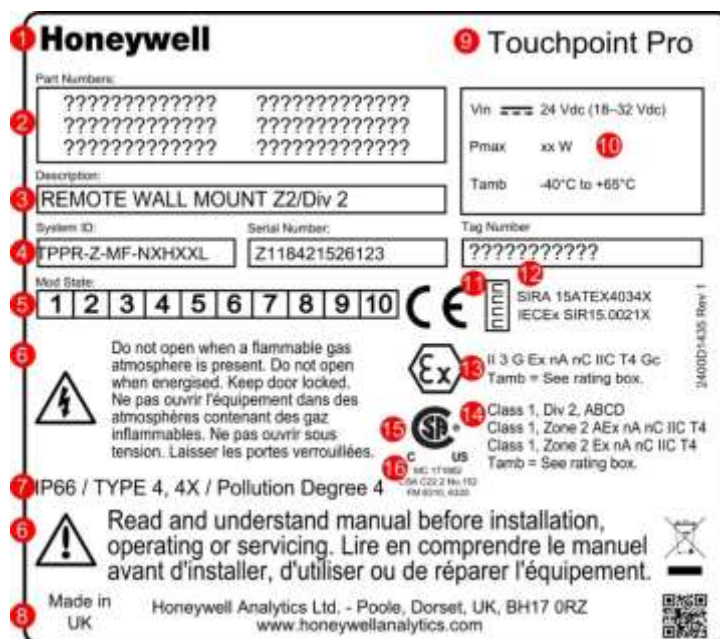 1 Honeywell
9 Touchpoint Pro
Part Numbers:
2
????????????? ?????????????
????????????? ?????????????
????????????? ?????????????
Vin 24 Vdc (18–32 Vdc)
Pmax xx W 10
Tamb -40°C to +65°C
Description:
3 REMOTE WALL MOUNT Z2/Div 2
System ID: Serial Number: Tag Number
4 TPPR-Z-MF-NXHXXL Z118421526123 ???????????
Mod State:
5 1 2 3 4 5 6 7 8 9 10
CE
11 12
SIRA 15ATEX4034X
IECEx SIR15.0021X
2400D1435 Rev 1
6
Do not open when a flammable gas
atmosphere is present. Do not open
when energised. Keep door locked.
Ne pas ouvrir l'équipement dans des
atmosphères contenant des gaz
inflammables. Ne pas ouvrir sous
tension. Laisser les portes verrouillées.
Ex 13 II 3 G Ex nA nC IIC T4 Gc
Tamb = See rating box.
15 SA ®
14 Class 1, Div 2, ABCD
Class 1, Zone 2 AEx nA nC IIC T4
Class 1, Zone 2 Ex nA nC IIC T4
Tamb = See rating box.
C US
16
CSA C22.2 No.152
FM 6310, 6320
7 IP66 / TYPE 4, 4X / Pollution Degree 4
6
Read and understand manual before installation,
operating or servicing. Lire en comprendre le manuel
avant d'installer, d'utiliser ou de réparer l'équipement.
8 Made in
UK
Honeywell Analytics Ltd. - Poole, Dorset, UK, BH17 0RZ
www.honeywellanalytics.com